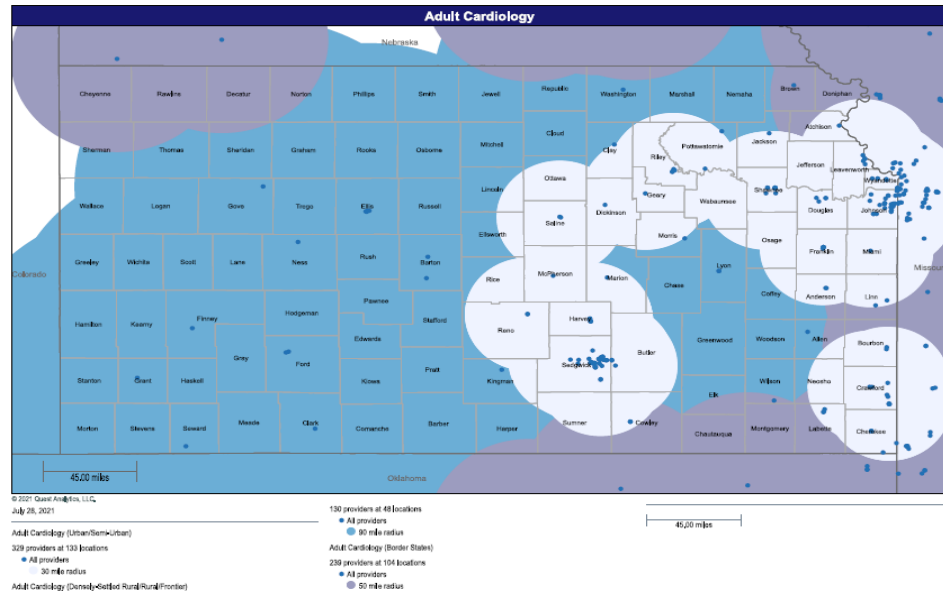 Adult Cardiology
Nebraska
Cheyenne Rawlins Decatur Norton Phillips Smith Jewell Republic Washington Marshall Nemaha Brown Doniphan
Atchison
Cloud
Sherman Thomas Sheridan Graham Rooks Osborne Mitchell Clay Riley Pottawatomie Jackson
Jefferson Leavenworth
Ottawa
Wyandotte
Lincoln
Wallace Logan Gove Trego Ellis Russell Dickinson Geary Wabaunsee Shawnee Douglas Johnson
Saline
Ellsworth Morris Osage
Greeley Wichita Scott Lane Ness Rush Barton Franklin Miami
Colorado Missouri
Rice McPherson Marion Chase Lyon Coffey Anderson Linn
Pawnee
Hamilton Kearny Finney Hodgeman Stafford Reno Harvey
Edwards Greenwood Woodson Allen Bourbon
Gray Ford Sedgwick Butler
Stanton Grant Haskell Kiowa Pratt Kingman Elk Wilson Neosho Crawford
Morton Stevens Seward Meade Clark Comanche Barber Harper Sumner Cowley Chautauqua Montgomery Labette Cherokee
45.00 miles
Oklahoma
© 2021 Quest Analytics, LLC.
July 28, 2021
Adult Cardiology (Urban/Semi-Urban)
329 providers at 133 locations
All providers
30 mile radius
Adult Cardiology (Densely-Settled Rural/Rural/Frontier)
130 providers at 48 locations
All providers
90 mile radius
Adult Cardiology (Border States)
239 providers at 104 locations
All providers
50 mile radius
45.00 miles